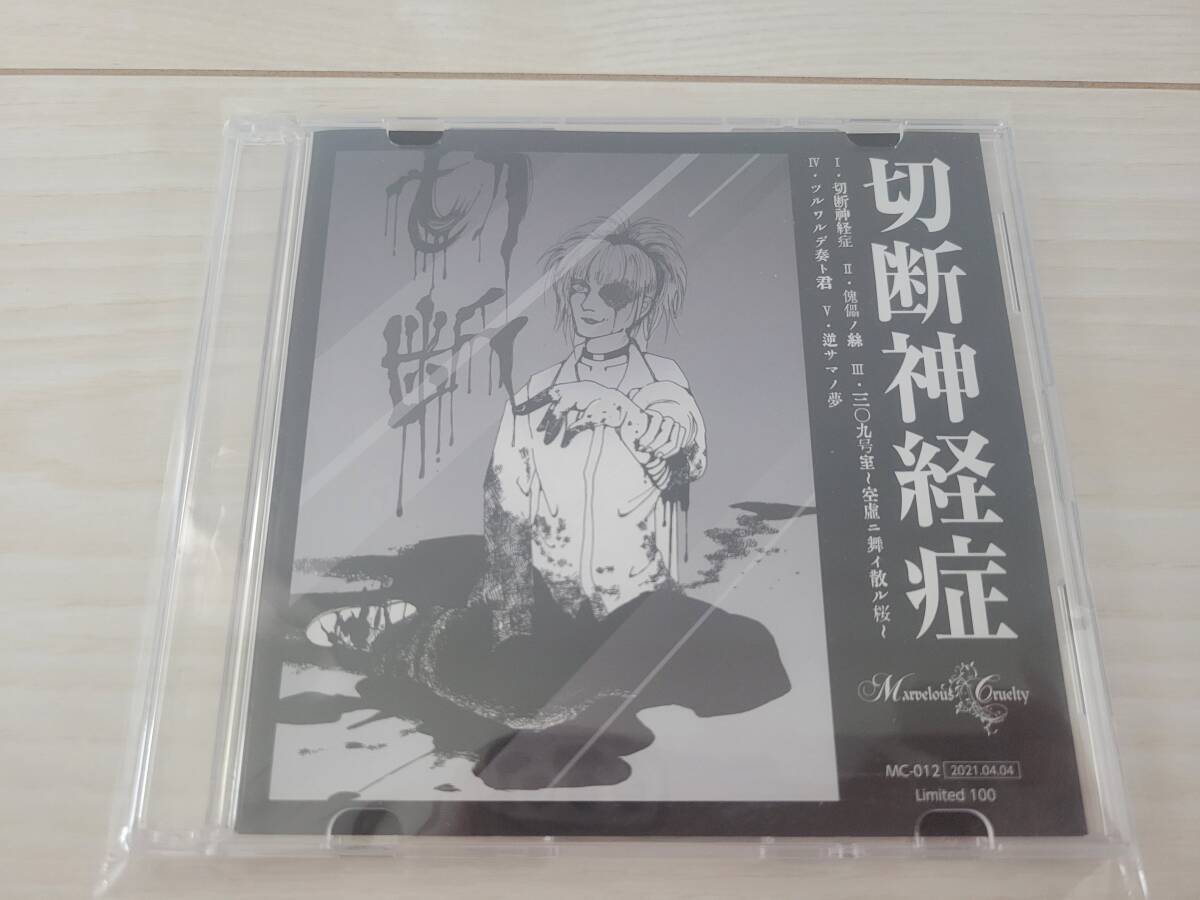 切断神経症
I・切断神経症 II・傀儡ノ絲 III・三〇九号室~空虚ニ舞イ散ル桜~
IV・ツルワルデ奏ト君 V・逆サマノ夢
切断
Marvelous Cruelty
MC-012 2021.04.04
Limited 100